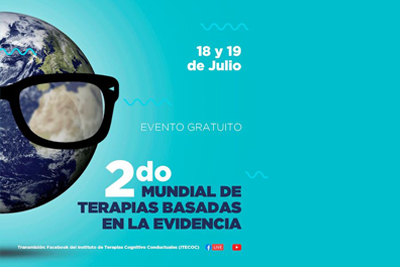 18 y 19
de Julio
EVENTO GRATUITO
2do
MUNDIAL DE
TERAPIAS BASADAS
EN LA EVIDENCIA
Transmisión: Facebook del Instituto de Terapias Cognitivo Conductuales (ITECOC) LIVE